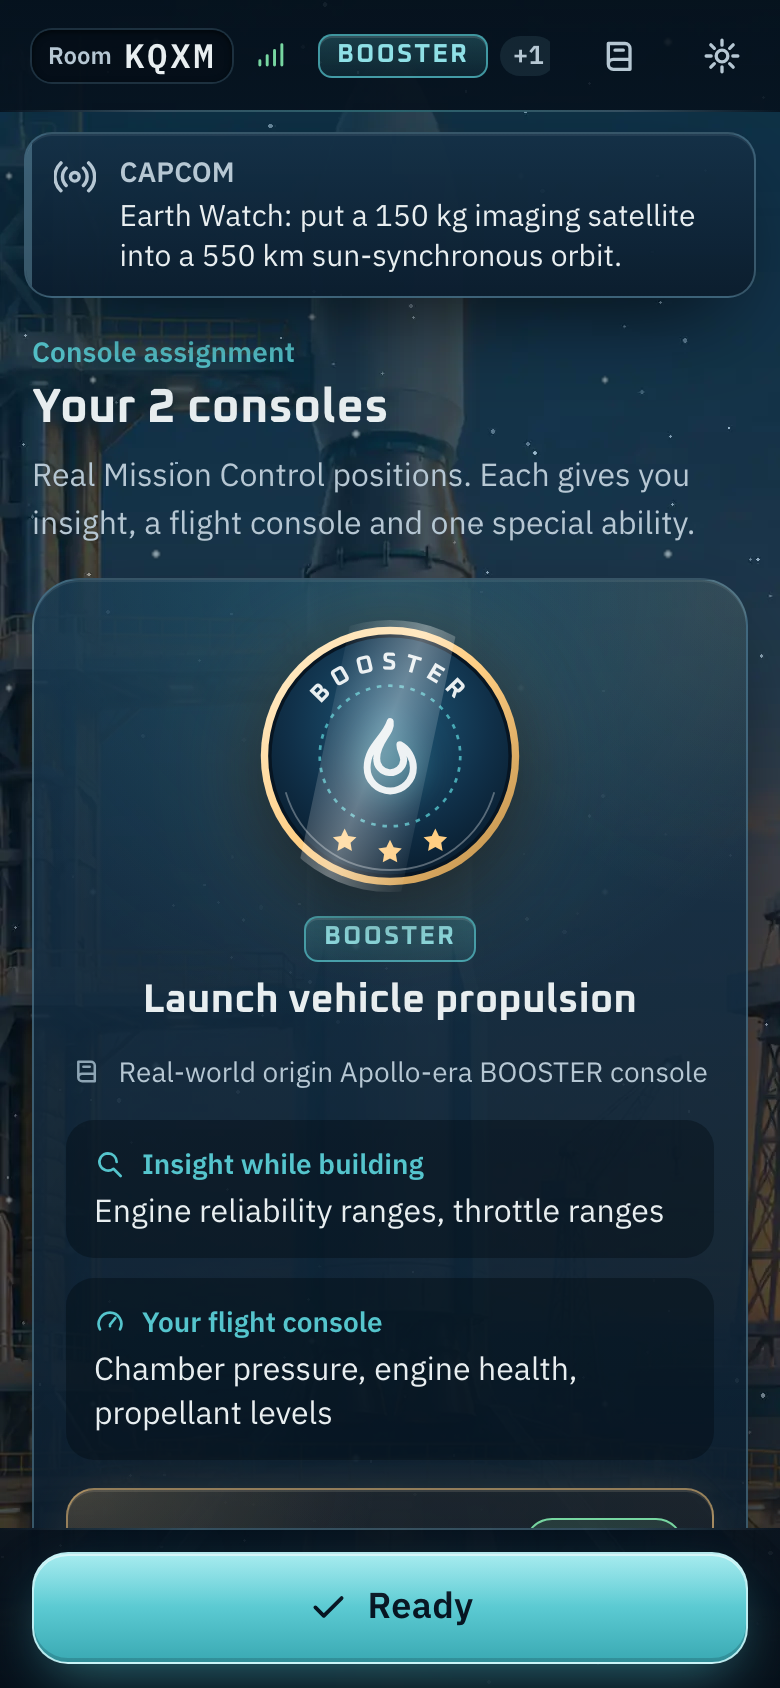 Room KQXM BOOSTER +1
CAPCOM
Earth Watch: put a 150 kg imaging satellite
into a 550 km sun-synchronous orbit.
Console assignment
Your 2 consoles
Real Mission Control positions. Each gives you
insight, a flight console and one special ability.
BOOSTER
BOOSTER
Launch vehicle propulsion
Real-world origin Apollo-era BOOSTER console
Insight while building
Engine reliability ranges, throttle ranges
Your flight console
Chamber pressure, engine health,
propellant levels
Ready